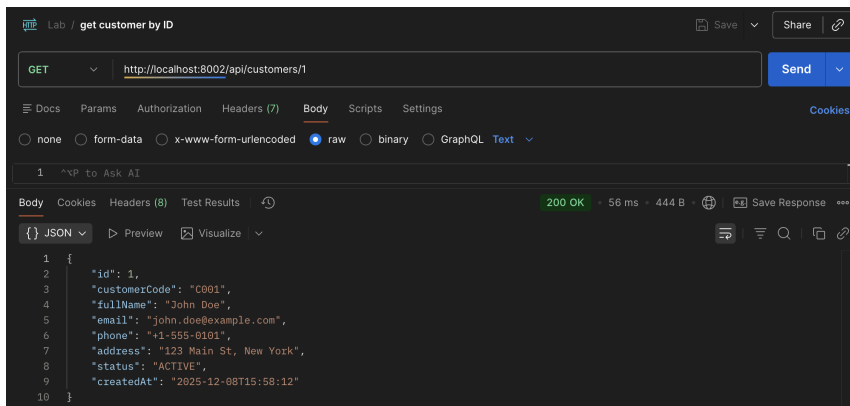 HTTP Lab / get customer by ID Save Share
GET http://localhost:8002/api/customers/1 Send
Docs Params Authorization Headers (7) Body Scripts Settings Cookies
none form-data x-www-form-urlencoded raw binary GraphQL Text
1 ^⌥P to Ask AI
Body Cookies Headers (8) Test Results 200 OK • 56 ms • 444 B • e.g. Save Response
{} JSON Preview Visualize
1 {
2 "id": 1,
3 "customerCode": "C001",
4 "fullName": "John Doe",
5 "email": "john.doe@example.com",
6 "phone": "+1-555-0101",
7 "address": "123 Main St, New York",
8 "status": "ACTIVE",
9 "createdAt": "2025-12-08T15:58:12"
10 }